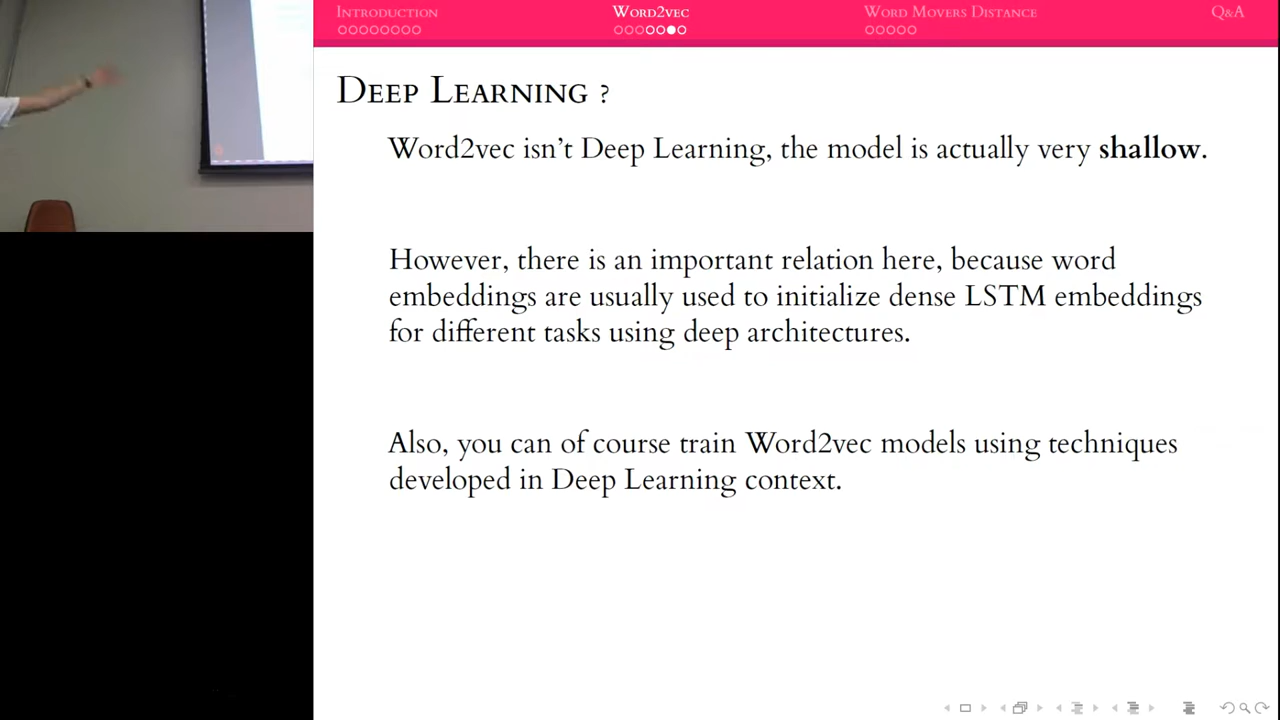 Introduction
Word2vec
Word Movers Distance
Q&A
Deep Learning ?
Word2vec isn't Deep Learning, the model is actually very shallow.
However, there is an important relation here, because word
embeddings are usually used to initialize dense LSTM embeddings
for different tasks using deep architectures.
Also, you can of course train Word2vec models using techniques
developed in Deep Learning context.